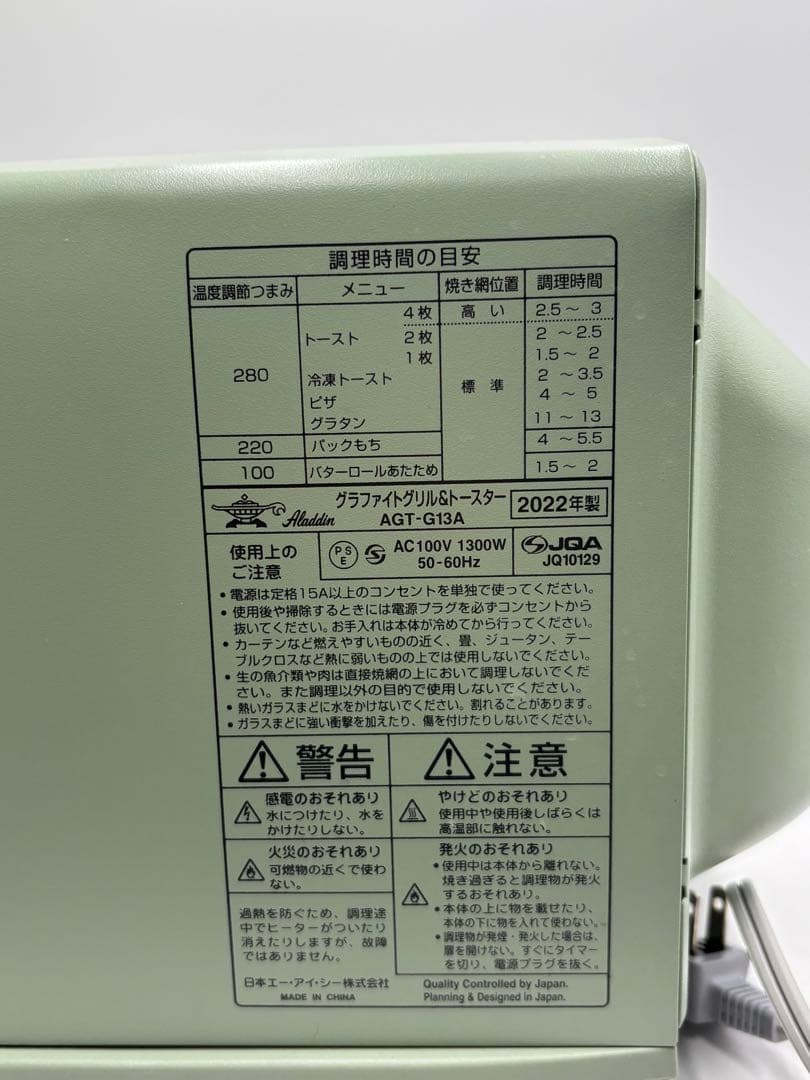 調理時間の目安
温度調節つまみ メニュー 焼き網位置 調理時間
280 トースト 4枚 高い 2.5～3
2枚 標準 2～2.5
1枚 1.5～2
冷凍トースト 2～3.5
ピザ 4～5
グラタン 11～13
220 パックもち 4～5.5
100 バターロールあたため 1.5～2
Aladdin グラファイトグリル&トースター
AGT-G13A 2022年製
使用上の
ご注意
PSE AC100V 1300W
50-60Hz
JQA
JQ10129
・電源は定格15A以上のコンセントを単独で使ってください。
・使用後や掃除するときには電源プラグを必ずコンセントから
抜いてください。お手入れは本体が冷めてから行ってください。
・カーテンなど燃えやすいものの近く、畳、ジュータン、テー
ブルクロスなど熱に弱いものの上では使用しないでください。
・生の魚介類や肉は直接焼網の上において調理しないでくだ
さい。また調理以外の目的で使用しないでください。
・熱いガラスまどに水をかけないでください。割れることがあります。
・ガラスまどに強い衝撃を加えたり、傷を付けたりしないでください。
警告
感電のおそれあり
水につけたり、水を
かけたりしない。
火災のおそれあり
可燃物の近くで使わ
ない。
過熱を防ぐため、調理途
中でヒーターがついたり
消えたりしますが、故障
ではありません。
注意
やけどのおそれあり
使用中や使用後しばらくは
高温部に触れない。
発火のおそれあり
・使用中は本体から離れない。
焼き過ぎると調理物が発火
するおそれあり。
・本体の上に物を載せたり、
本体の下に物を入れて使わない。
・調理物が発煙・発火した場合は、
扉を開けない。すぐにタイマー
を切り、電源プラグを抜く。
日本エー・アイ・シー株式会社
MADE IN CHINA
Quality Controlled by Japan.
Planning & Designed in Japan.